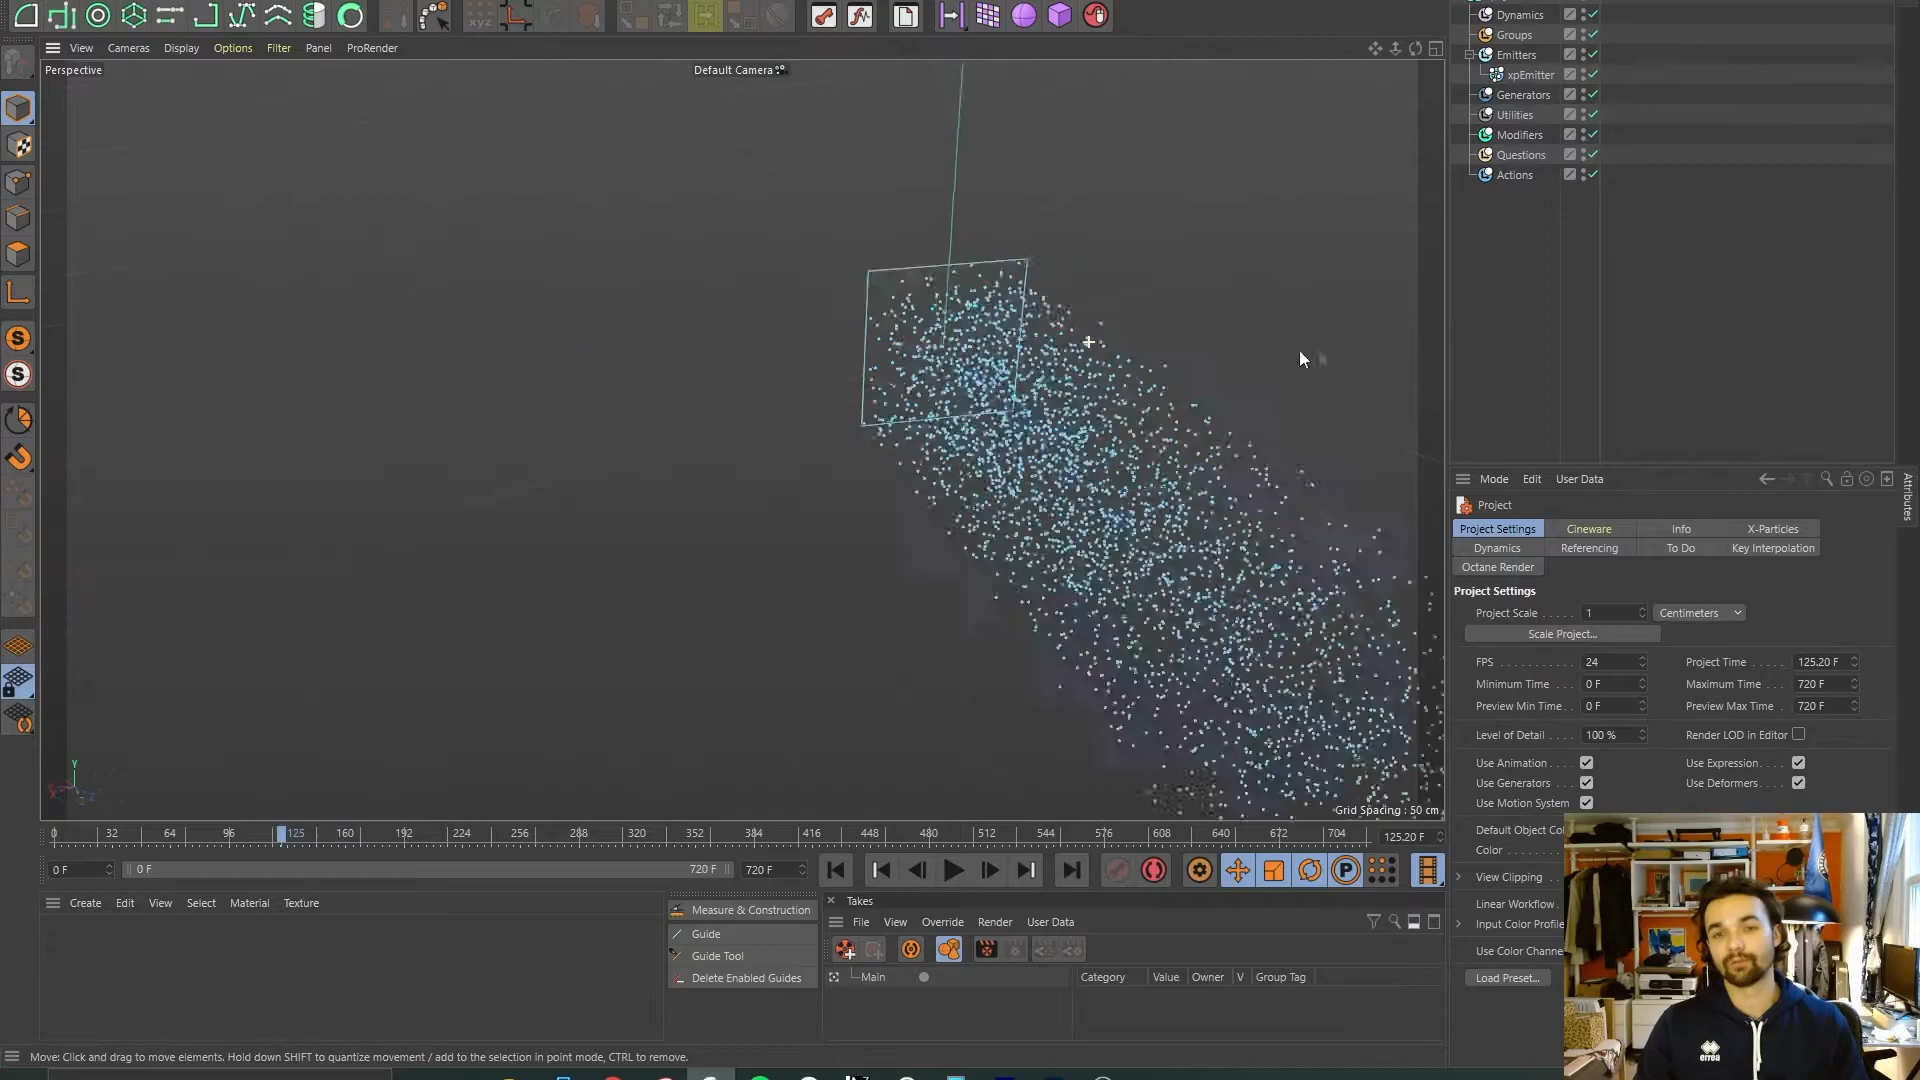 View Cameras Display Options Filter Panel ProRender
Perspective
Default Camera
Dynamics
Groups
Emitters
xpEmitter
Generators
Utilities
Modifiers
Questions
Actions
Mode Edit User Data
Attributes
Project
Project Settings Cineware Info X-Particles
Dynamics Referencing To Do Key Interpolation
Octane Render
Project Settings
Project Scale . . . . . 1 Centimeters
Scale Project...
FPS . . . . . . . . . . . 24 Project Time . . . . . 125.20 F
Minimum Time . . . 0 F Maximum Time . . . 720 F
Preview Min Time . . 0 F Preview Max Time . 720 F
Level of Detail . . . . 100 % Render LOD in Editor
Use Animation . . . . Use Expression . . . .
Use Generators . . . . Use Deformers . . . .
Use Motion System
Default Object Col
Color . . . . . . . . .
View Clipping . . .
Linear Workflow .
Input Color Profile
Use Color Channe
Load Preset...
Grid Spacing : 50 cm
Y
X
Z
0 32 64 96 125 160 192 224 256 288 320 352 384 416 448 480 512 544 576 608 640 672 704 125.20 F
0 F 0 F 720 F 720 F
P
Create Edit View Select Material Texture
Measure & Construction
Guide
Guide Tool
Delete Enabled Guides
Takes
File View Override Render User Data
Main Category Value Owner V Group Tag
Move: Click and drag to move elements. Hold down SHIFT to quantize movement / add to the selection in point mode, CTRL to remove.
errea